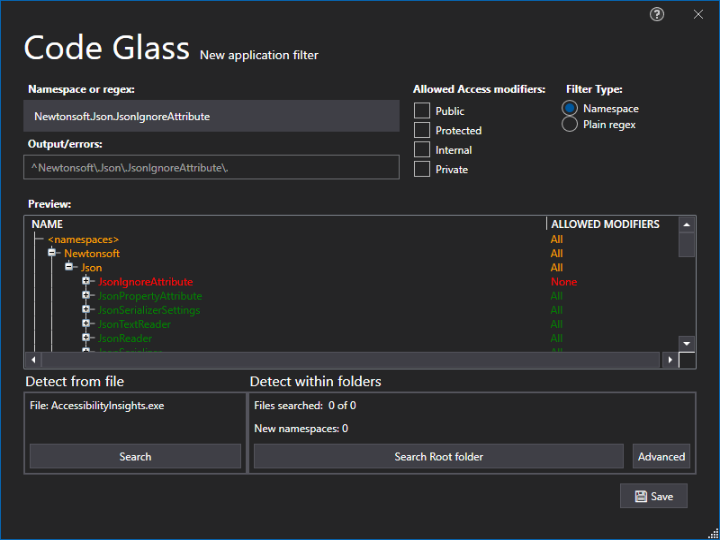 Code Glass New application filter
Namespace or regex:
Newtonsoft.Json.JsonIgnoreAttribute
Allowed Access modifiers:
Public
Protected
Internal
Private
Filter Type:
Namespace
Plain regex
Output/errors:
^Newtonsoft\.Json\.JsonIgnoreAttribute\.
Preview:
NAME ALLOWED MODIFIERS
<namespaces> All
Newtonsoft All
Json All
JsonIgnoreAttribute None
JsonPropertyAttribute All
JsonSerializerSettings All
JsonTextReader All
JsonReader All
JsonSerializer All
Detect from file
File: AccessibilityInsights.exe
Search
Detect within folders
Files searched: 0 of 0
New namespaces: 0
Search Root folder
Advanced
Save